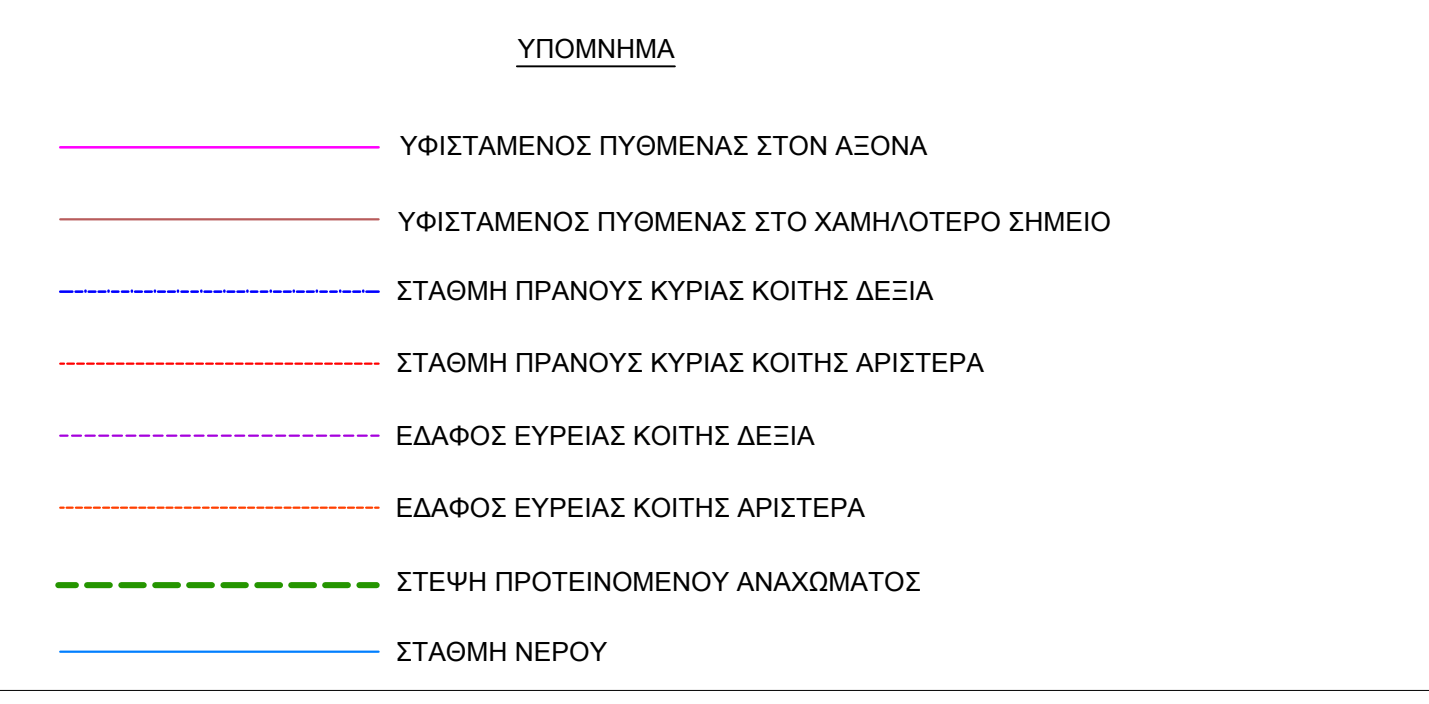 ΥΠΟΜΝΗΜΑ
ΥΦΙΣΤΑΜΕΝΟΣ ΠΥΘΜΕΝΑΣ ΣΤΟΝ ΑΞΟΝΑ
ΥΦΙΣΤΑΜΕΝΟΣ ΠΥΘΜΕΝΑΣ ΣΤΟ ΧΑΜΗΛΟΤΕΡΟ ΣΗΜΕΙΟ
ΣΤΑΘΜΗ ΠΡΑΝΟΥΣ ΚΥΡΙΑΣ ΚΟΙΤΗΣ ΔΕΞΙΑ
ΣΤΑΘΜΗ ΠΡΑΝΟΥΣ ΚΥΡΙΑΣ ΚΟΙΤΗΣ ΑΡΙΣΤΕΡΑ
ΕΔΑΦΟΣ ΕΥΡΕΙΑΣ ΚΟΙΤΗΣ ΔΕΞΙΑ
ΕΔΑΦΟΣ ΕΥΡΕΙΑΣ ΚΟΙΤΗΣ ΑΡΙΣΤΕΡΑ
ΣΤΕΨΗ ΠΡΟΤΕΙΝΟΜΕΝΟΥ ΑΝΑΧΩΜΑΤΟΣ
ΣΤΑΘΜΗ ΝΕΡΟΥ